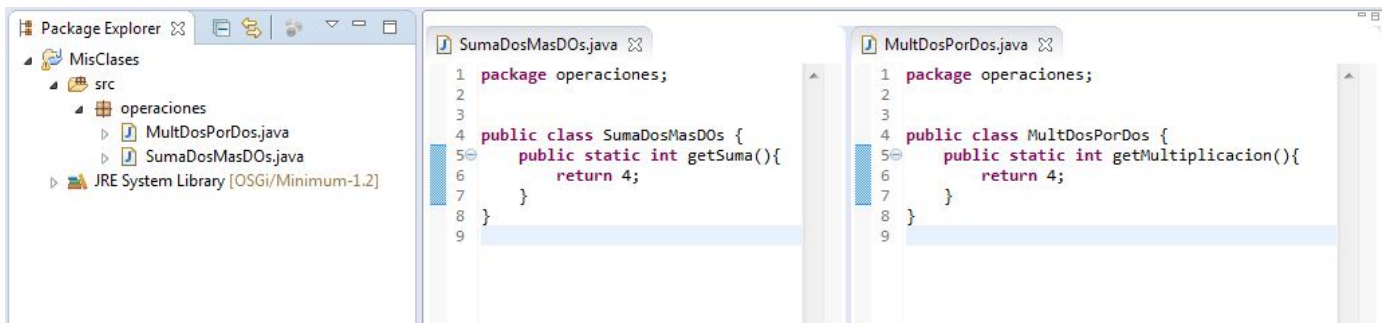 Package Explorer
MisClases
src
operaciones
MultDosPorDos.java
SumaDosMasDOs.java
JRE System Library [OSGi/Minimum-1.2]
SumaDosMasDOs.java
1 package operaciones;
2
3
4 public class SumaDosMasDOs {
5 public static int getSuma(){
6 return 4;
7 }
8 }
9
MultDosPorDos.java
1 package operaciones;
2
3
4 public class MultDosPorDos {
5 public static int getMultiplicacion(){
6 return 4;
7 }
8 }
9